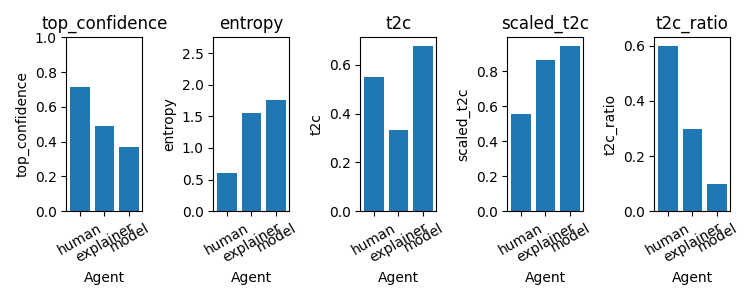 top_confidence
1.0
0.8
0.6
0.4
0.2
0.0
top_confidence
human
explainer
model
Agent
entropy
2.5
2.0
1.5
1.0
0.5
0.0
entropy
human
explainer
model
Agent
t2c
0.6
0.4
0.2
0.0
t2c
human
explainer
model
Agent
scaled_t2c
0.8
0.6
0.4
0.2
0.0
scaled_t2c
human
explainer
model
Agent
t2c_ratio
0.6
0.4
0.2
0.0
t2c_ratio
human
explainer
model
Agent